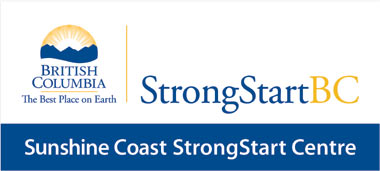 BRITISH
COLUMBIA
The Best Place on Earth
StrongStartBC
Sunshine Coast StrongStart Centre